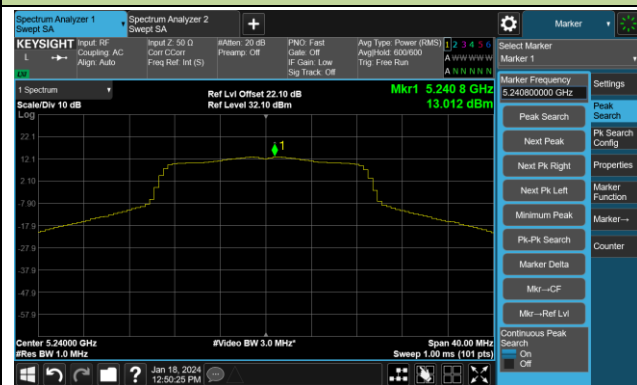 Spectrum Analyzer 1
Swept SA
Spectrum Analyzer 2
Swept SA
+
Marker
KEYSIGHT
L
Input: RF
Coupling: AC
Align: Auto
Input Z: 50 Ω
Corr CCorr
Freq Ref: Int (S)
#Atten: 20 dB
Preamp: Off
PNO: Fast
Gate: Off
IF Gain: Low
Sig Track: Off
Avg Type: Power (RMS)
Avg|Hold: 600/600
Trig: Free Run
1 2 3 4 5 6
A W W W W W
A N N N N N
Select Marker
Marker 1
1 Spectrum
Scale/Div 10 dB
Log
Ref Lvl Offset 22.10 dB
Ref Level 32.10 dBm
Mkr1 5.240 8 GHz
13.012 dBm
1
22.1
12.1
2.10
-7.90
-17.9
-27.9
-37.9
-47.9
-57.9
Center 5.24000 GHz
#Res BW 1.0 MHz
#Video BW 3.0 MHz*
Span 40.00 MHz
Sweep 1.00 ms (101 pts)
Marker Frequency
5.240800000 GHz
Peak Search
Next Peak
Next Pk Right
Next Pk Left
Minimum Peak
Pk-Pk Search
Marker Delta
Mkr→CF
Mkr→Ref Lvl
Continuous Peak
Search
On
Off
Settings
Peak
Search
Pk Search
Config
Properties
Marker
Function
Marker→
Counter
?
Jan 18, 2024
12:50:25 PM